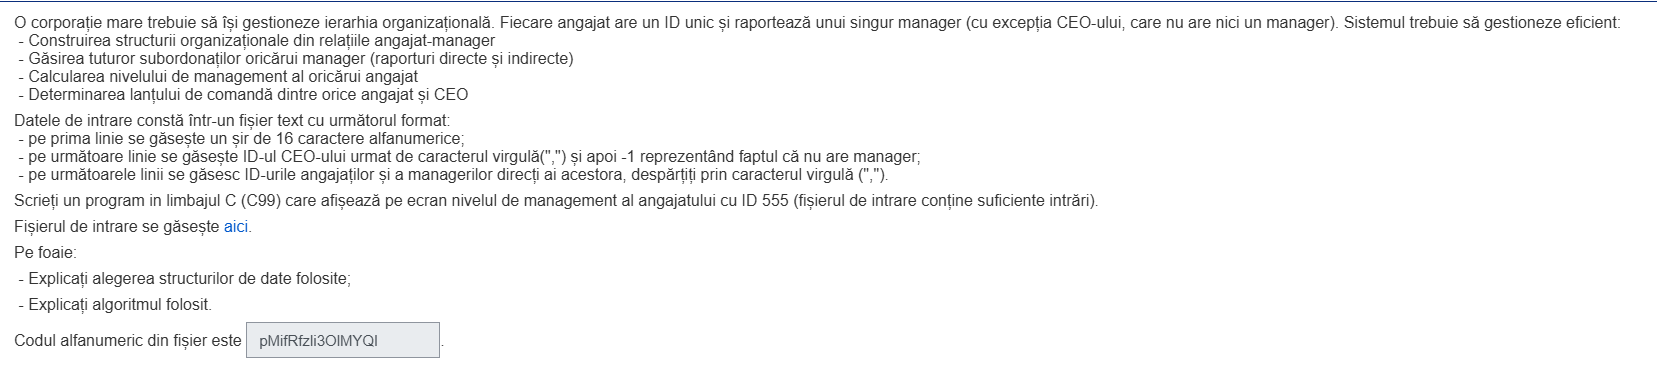 O corporație mare trebuie să își gestioneze ierarhia organizațională. Fiecare angajat are un ID unic și raportează unui singur manager (cu excepția CEO-ului, care nu are nici un manager). Sistemul trebuie să gestioneze eficient:
- Construirea structurii organizaționale din relațiile angajat-manager
- Găsirea tuturor subordonaților oricărui manager (raporturi directe și indirecte)
- Calcularea nivelului de management al oricărui angajat
- Determinarea lanțului de comandă dintre orice angajat și CEO
Datele de intrare constă într-un fișier text cu următorul format:
- pe prima linie se găsește un șir de 16 caractere alfanumerice;
- pe următoare linie se găsește ID-ul CEO-ului urmat de caracterul virgulă(",") și apoi -1 reprezentând faptul că nu are manager;
- pe următoarele linii se găsesc ID-urile angajaților și a managerilor direcți ai acestora, despărțiți prin caracterul virgulă (",").
Scrieți un program in limbajul C (C99) care afișează pe ecran nivelul de management al angajatului cu ID 555 (fișierul de intrare conține suficiente intrări).
Fișierul de intrare se găsește aici.
Pe foaie:
- Explicați alegerea structurilor de date folosite;
- Explicați algoritmul folosit.
Codul alfanumeric din fișier este pMifRfzli3OlMYQI.